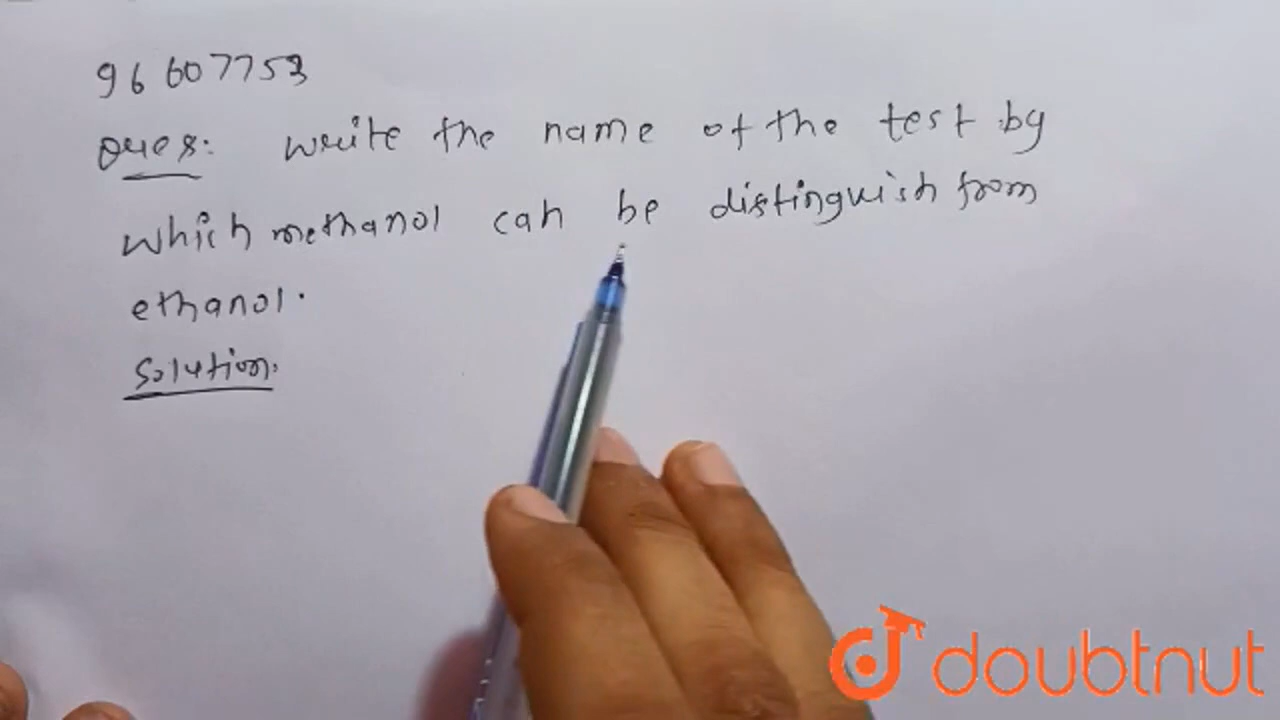 96607753
Ques: Write the name of the test by
which methanol can be distinguish from
ethanol.
Solution:
doubtnut